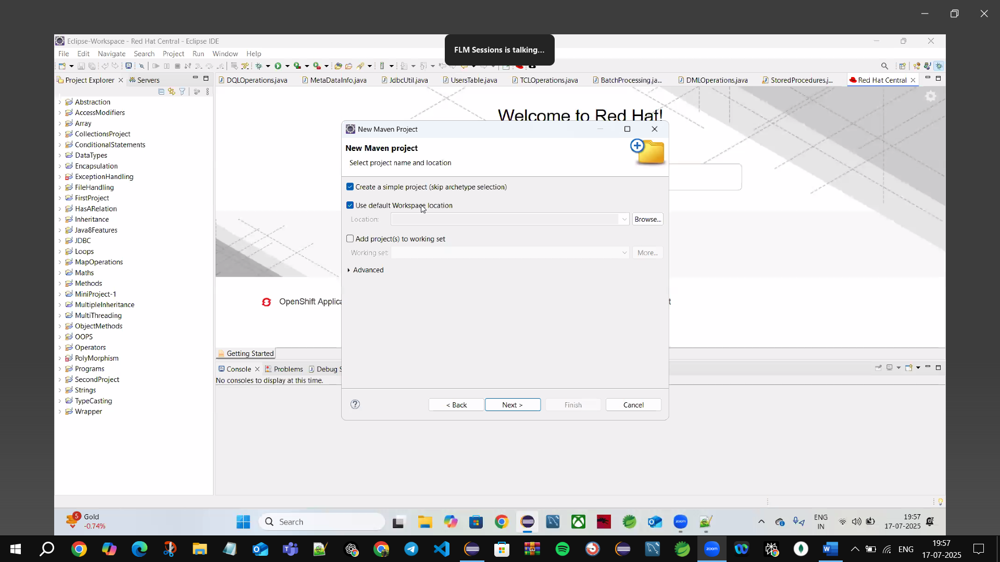 Eclipse-Workspace - Red Hat Central - Eclipse IDE
FLM Sessions is talking...
File Edit Navigate Search Project Run Window Help
Project Explorer Servers
DQLOperations.java MetaDataInfo.java JdbcUtil.java UsersTable.java TCLOperations.java BatchProcessing.ja... DMLOperations.java StoredProcedures.j... Red Hat Central
Abstraction
AccessModifiers
Array
CollectionsProject
ConditionalStatements
DataTypes
Encapsulation
ExceptionHandling
FileHandling
FirstProject
HasARelation
Inheritance
Java8Features
JDBC
Loops
MapOperations
Maths
Methods
MiniProject-1
MultipleInheritance
MultiThreading
ObjectMethods
OOPS
Operators
PolyMorphism
Programs
SecondProject
Strings
TypeCasting
Wrapper
Welcome to Red Hat!
New Maven Project
New Maven project
Select project name and location
Create a simple project (skip archetype selection)
Use default Workspace location
Location: Browse...
Add project(s) to working set
Working set: More...
Advanced
< Back Next > Finish Cancel
OpenShift Applica
t
Getting Started
Console Problems Debug S
No consoles to display at this time.
5
Gold
-0.74%
Search
zoom
ENG
IN
19:57
17-07-2025
zoom
W
ENG
19:57
17-07-2025